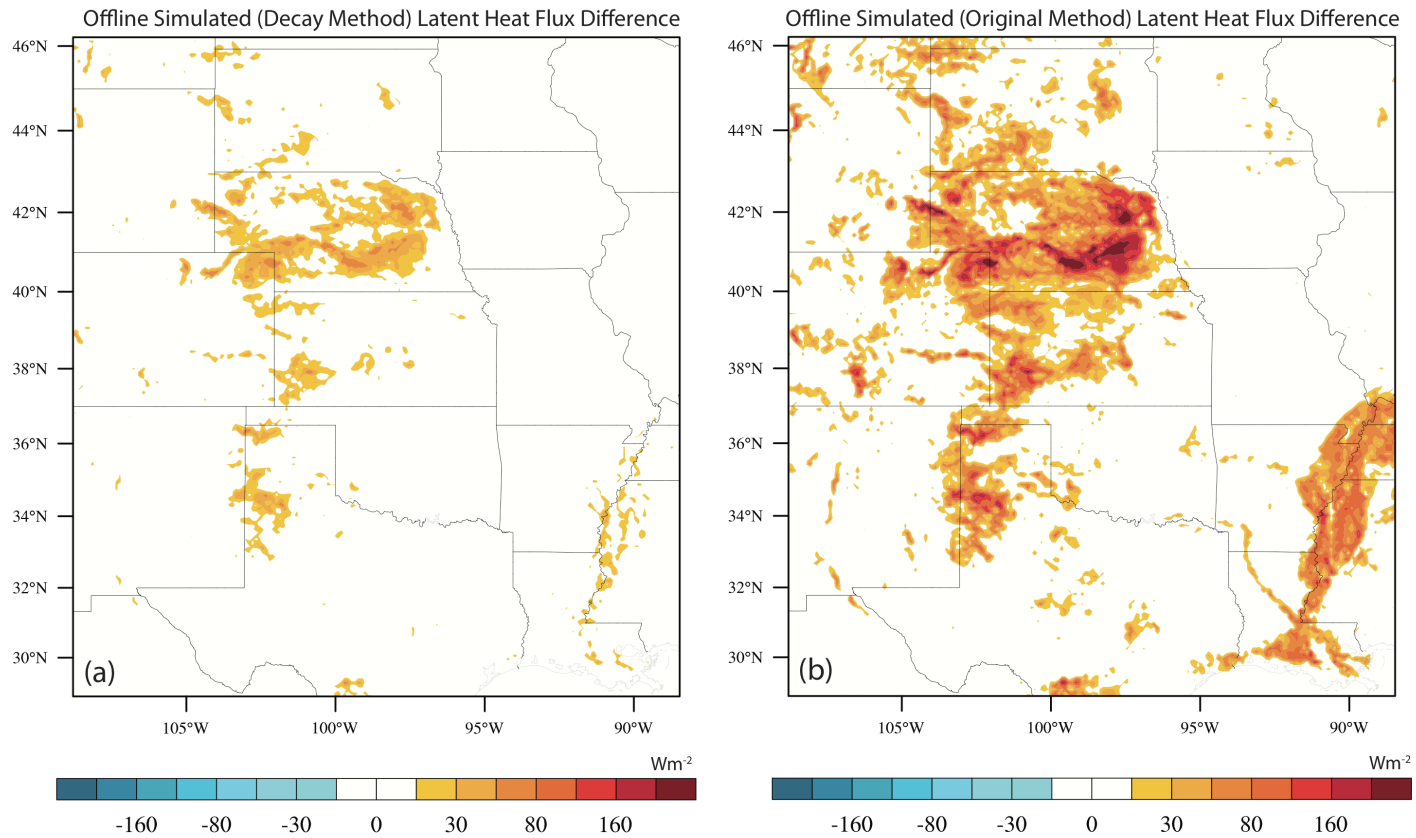 Offline Simulated (Decay Method) Latent Heat Flux Difference
46°N
44°N
42°N
40°N
38°N
36°N
34°N
32°N
30°N
(a)
105°W 100°W 95°W 90°W
Wm-2
-160 -80 -30 0 30 80 160
Offline Simulated (Original Method) Latent Heat Flux Difference
46°N
44°N
42°N
40°N
38°N
36°N
34°N
32°N
30°N
(b)
105°W 100°W 95°W 90°W
Wm-2
-160 -80 -30 0 30 80 160